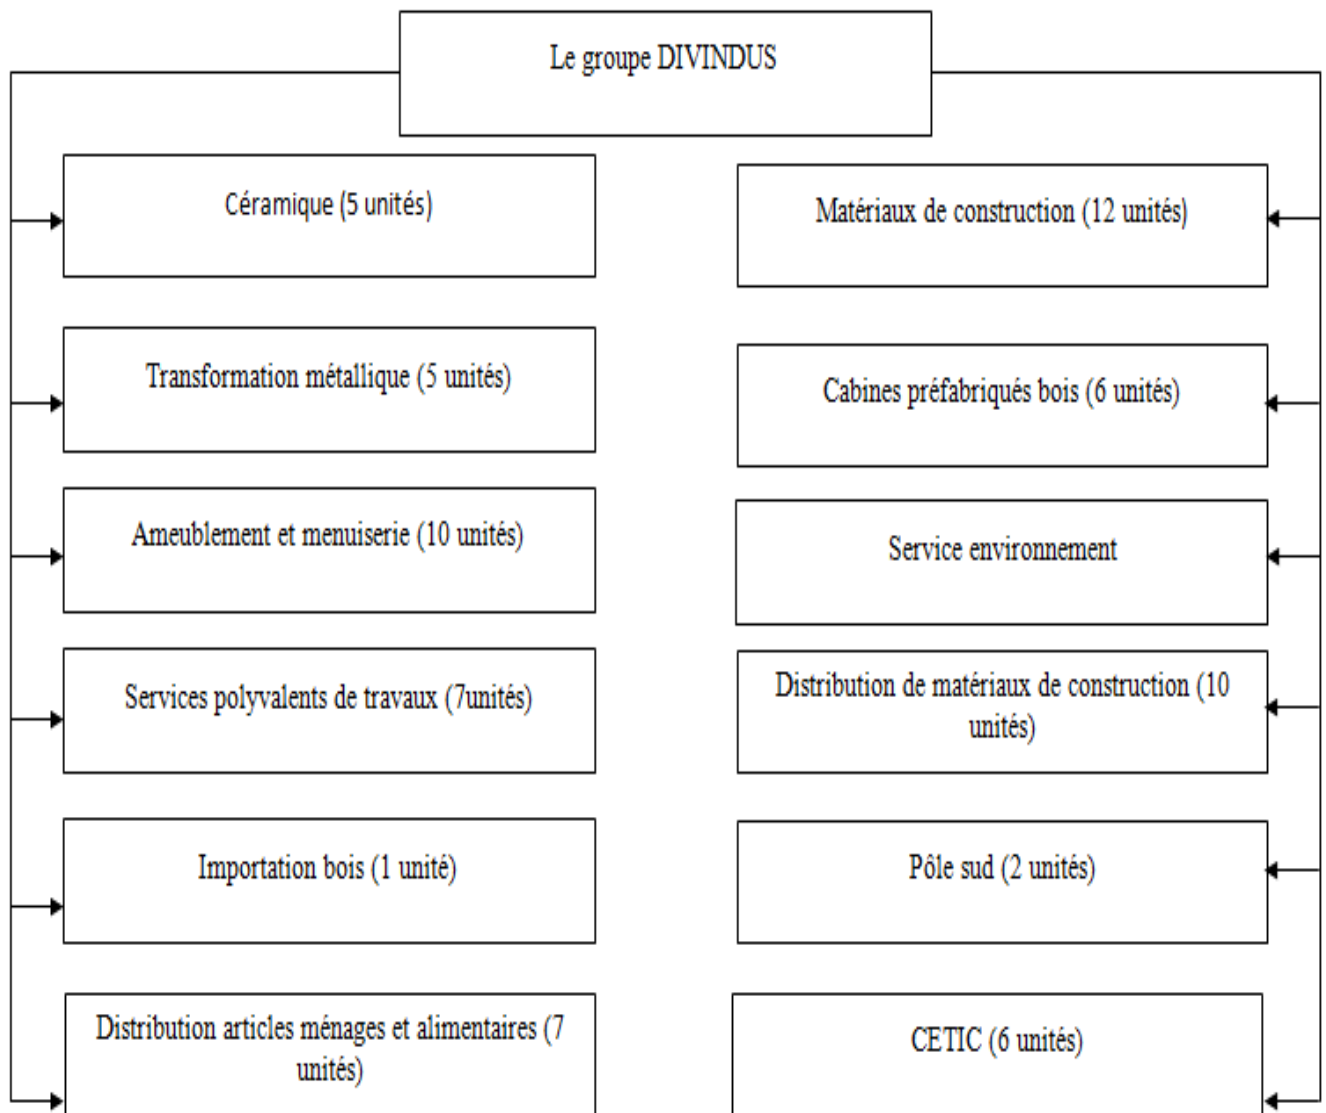 Le groupe DIVINDUS
Céramique (5 unités)
Matériaux de construction (12 unités)
Transformation métallique (5 unités)
Cabines préfabriqués bois (6 unités)
Ameublement et menuiserie (10 unités)
Service environnement
Services polyvalents de travaux (7unités)
Distribution de matériaux de construction (10
unités)
Importation bois (1 unité)
Pôle sud (2 unités)
Distribution articles ménages et alimentaires (7
unités)
CETIC (6 unités)